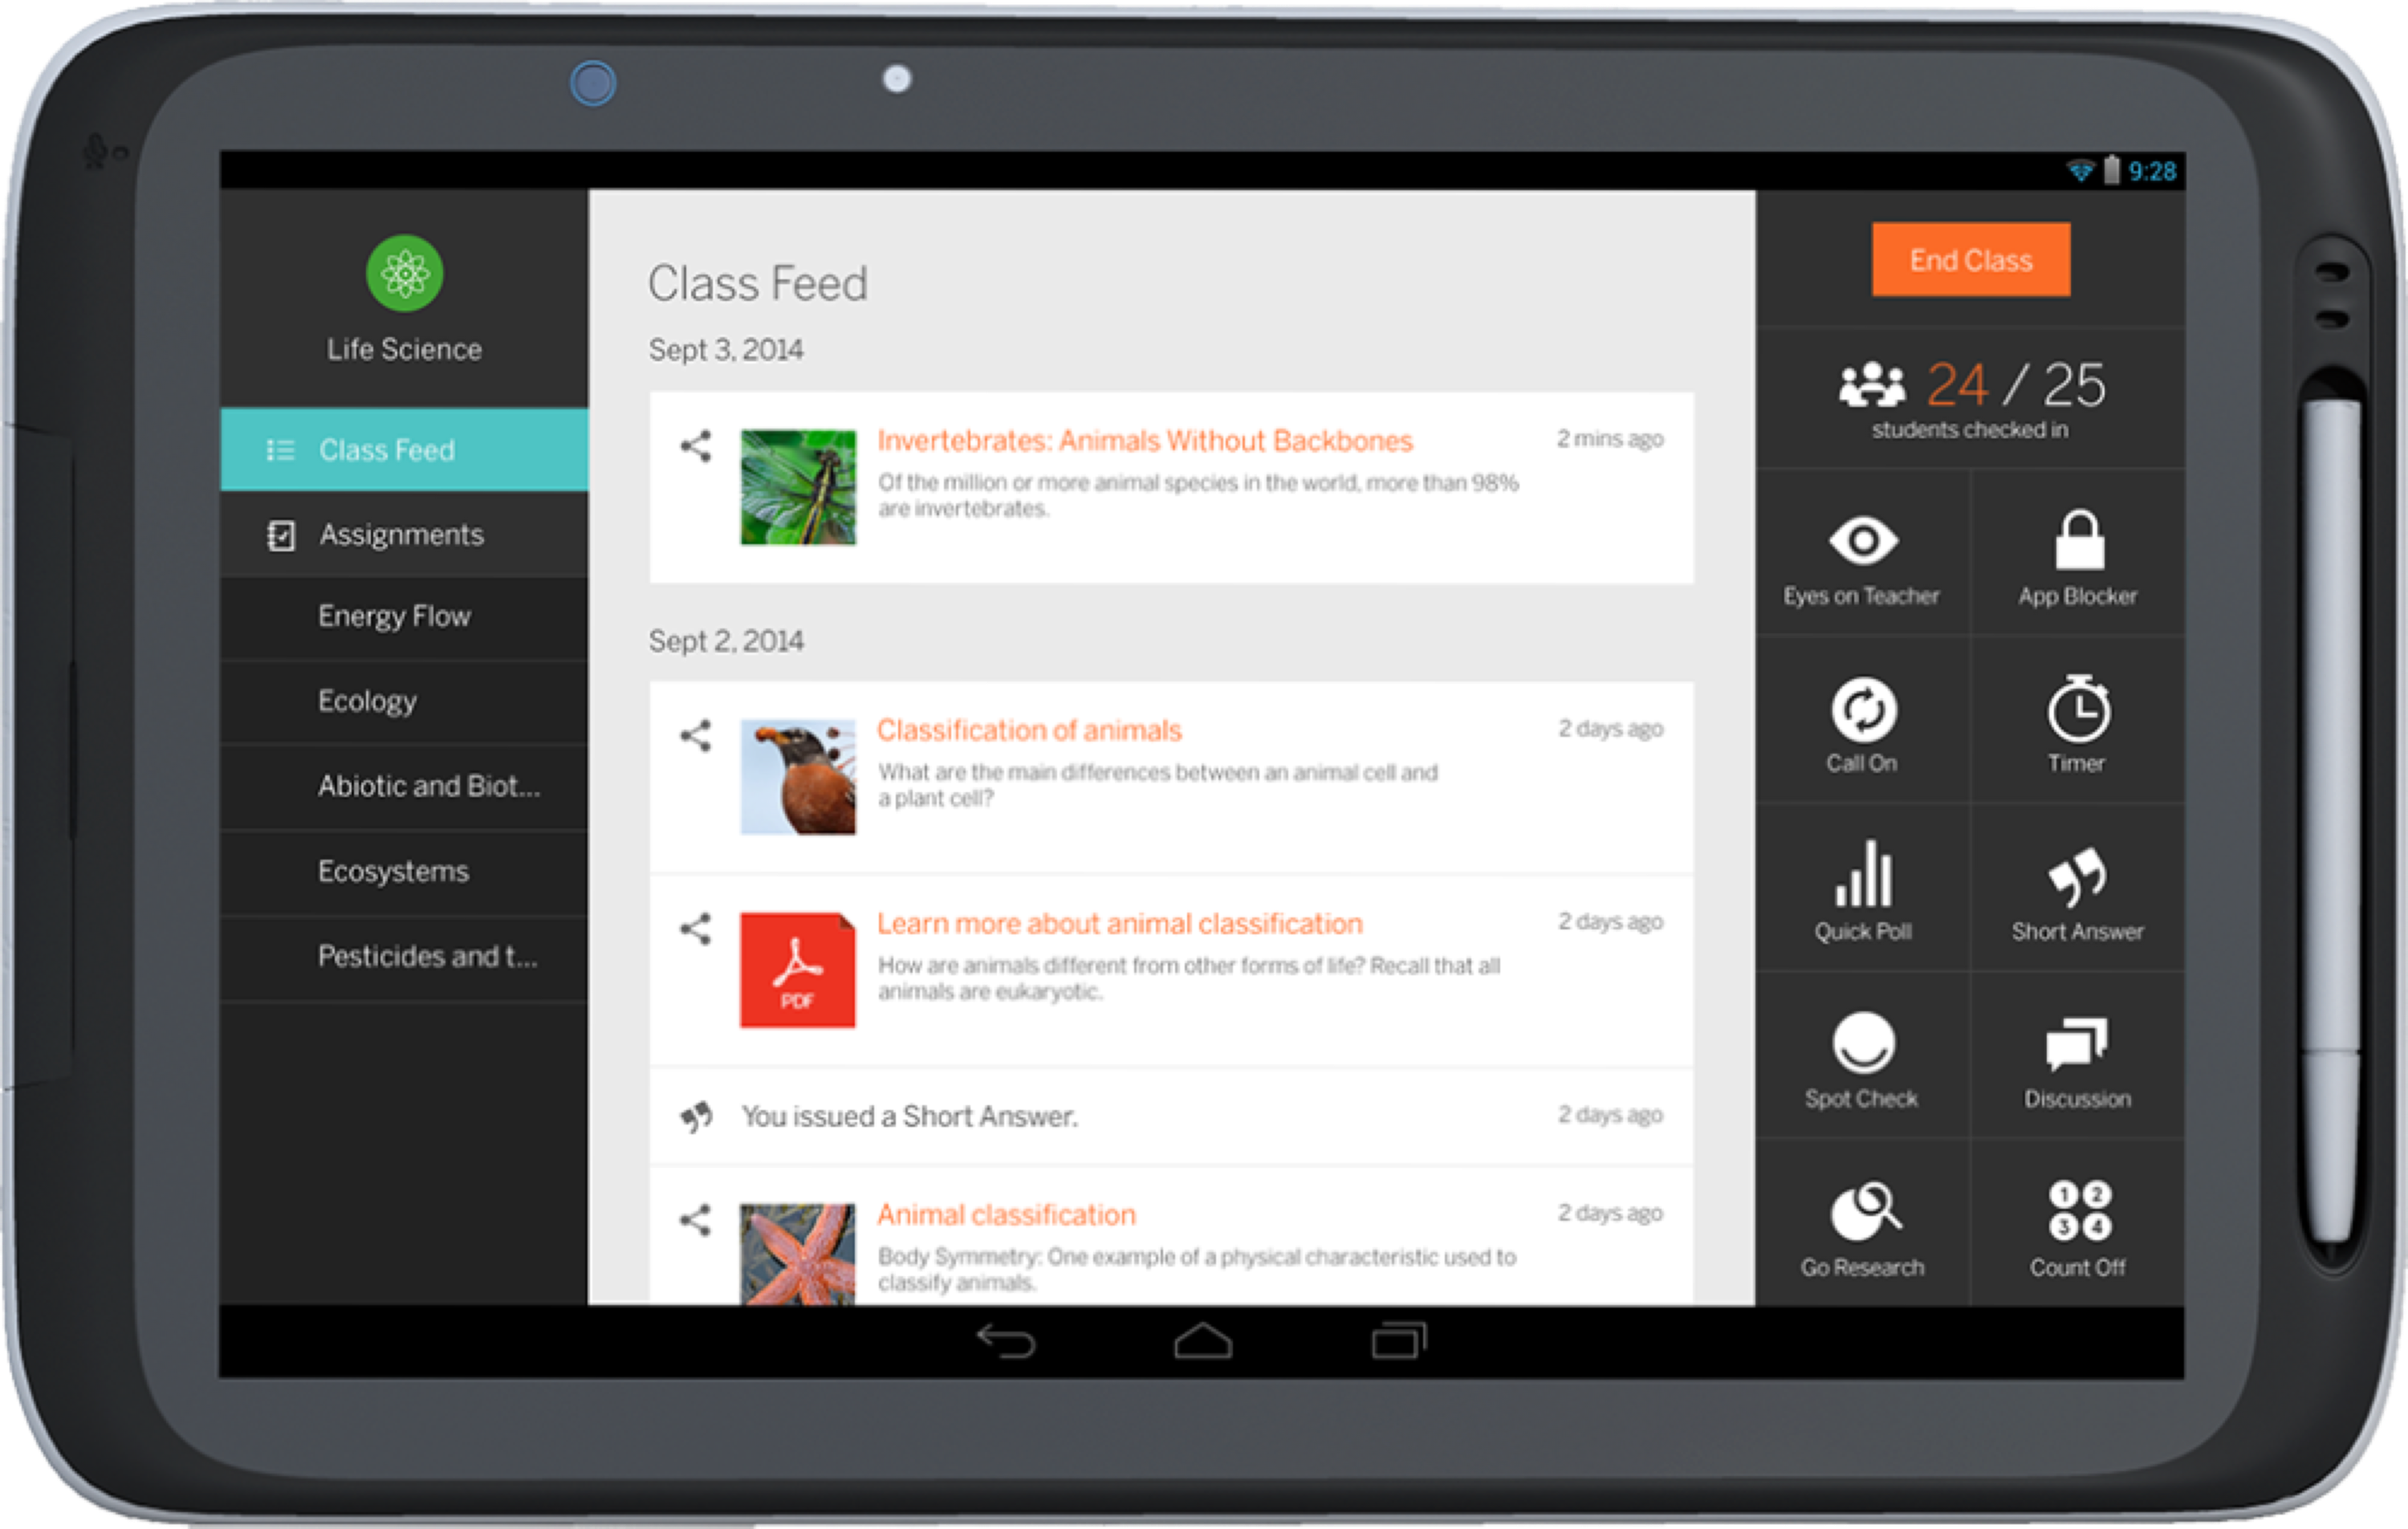 9:28
Life Science
Class Feed
Assignments
Energy Flow
Ecology
Abiotic and Biot...
Ecosystems
Pesticides and t...
Class Feed
Sept 3, 2014
Invertebrates: Animals Without Backbones
2 mins ago
Of the million or more animal species in the world, more than 98%
are invertebrates.
Sept 2, 2014
Classification of animals
2 days ago
What are the main differences between an animal cell and
a plant cell?
PDF
Learn more about animal classification
2 days ago
How are animals different from other forms of life? Recall that all
animals are eukaryotic.
You issued a Short Answer.
2 days ago
Animal classification
2 days ago
Body Symmetry: One example of a physical characteristic used to
classify animals.
End Class
24 / 25
students checked in
Eyes on Teacher
App Blocker
Call On
Timer
Quick Poll
Short Answer
Spot Check
Discussion
Go Research
1 2
3 4
Count Off